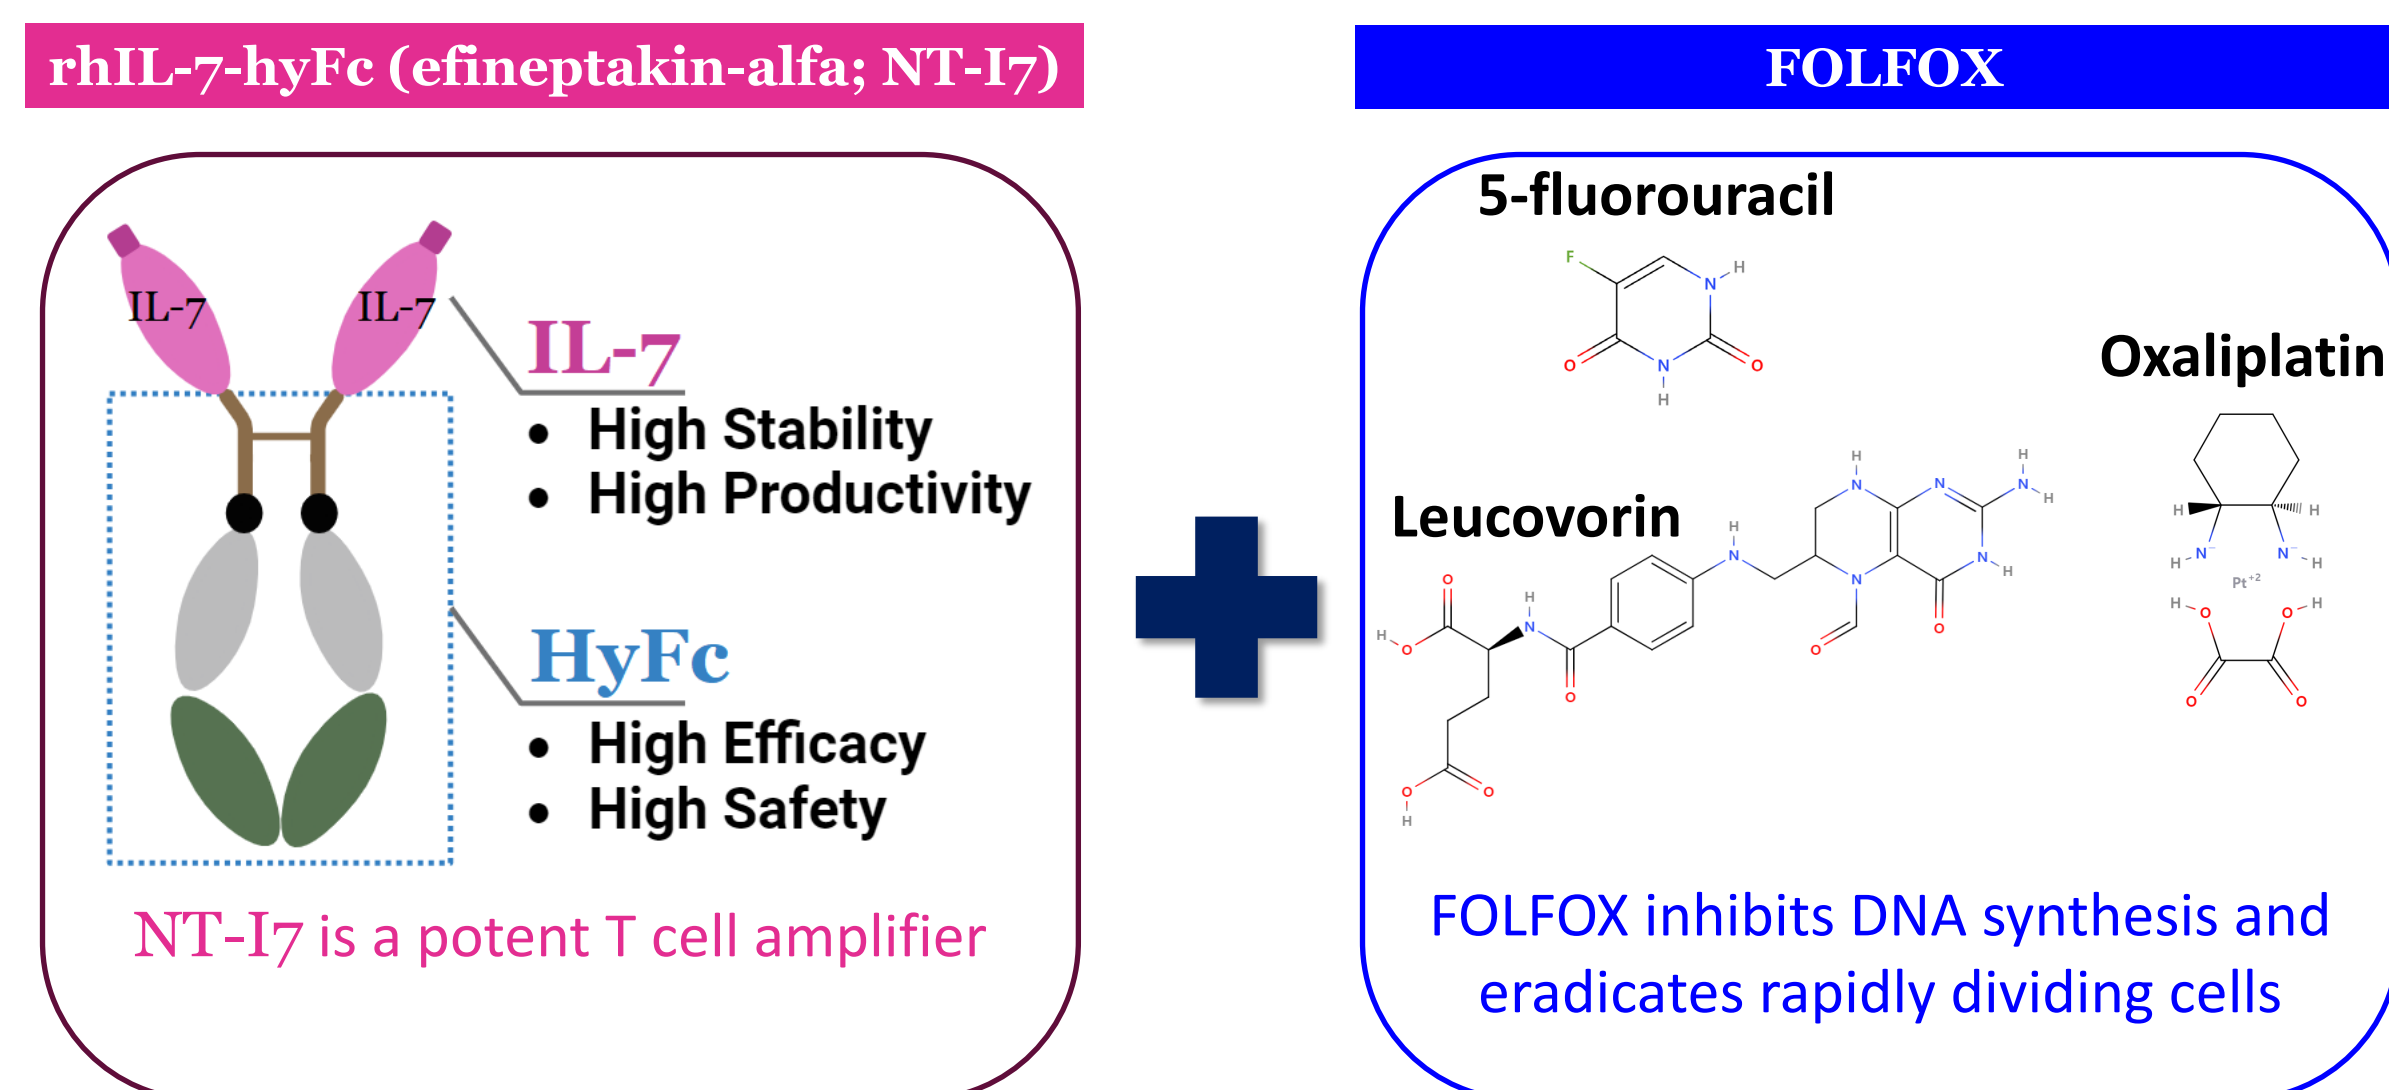 rhIL-7-hyFc (efineptakin-alfa; NT-I7)
IL-7
IL-7
IL-7
• High Stability
• High Productivity
HyFc
• High Efficacy
• High Safety
NT-I7 is a potent T cell amplifier
FOLFOX
5-fluorouracil
F
N
H
O
N
O
H
Oxaliplatin
H
H
H
N⁻
N⁻
H
Pt⁺²
H
O
O
H
O
O
Leucovorin
H
N
N
H
N
H
H
N
N
H
N
O
O
O
H
N
H
O
O
H
O
O
O
H
FOLFOX inhibits DNA synthesis and
eradicates rapidly dividing cells